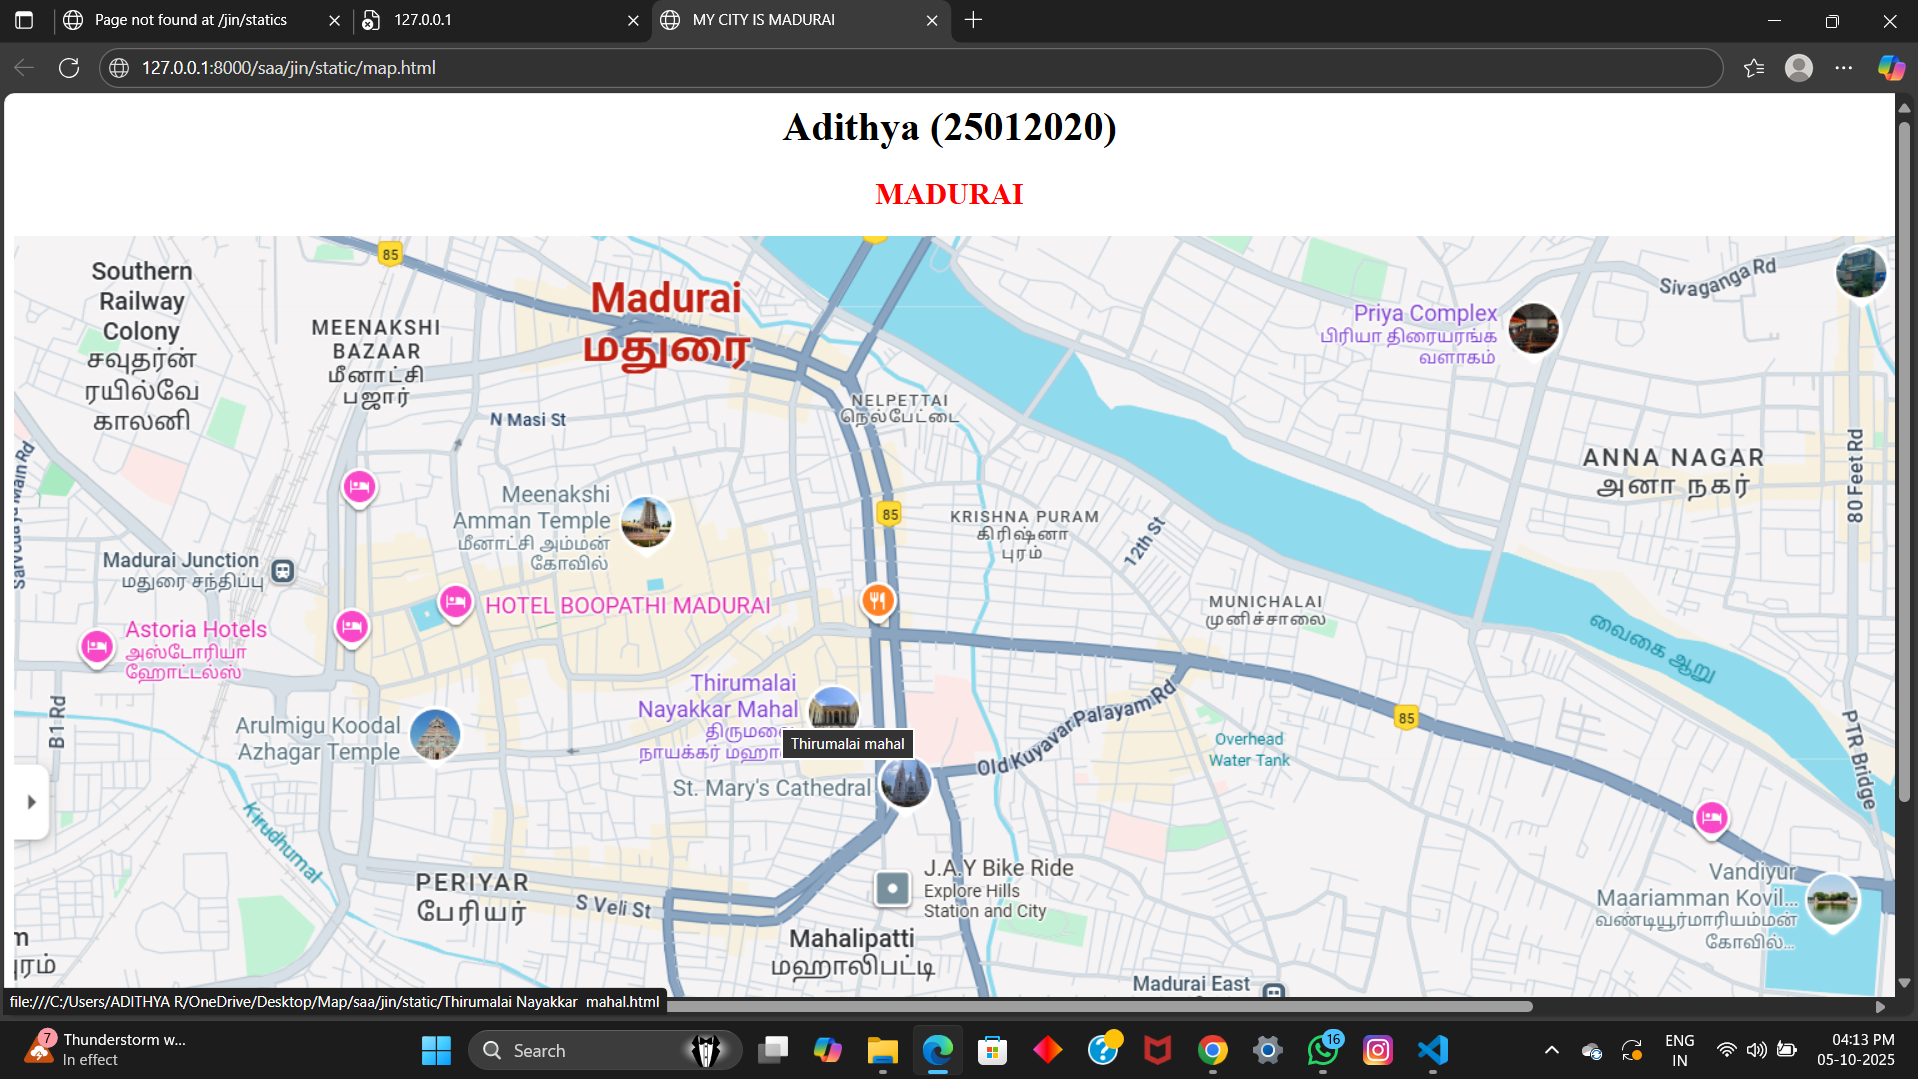 Page not found at /jin/statics
127.0.0.1
MY CITY IS MADURAI
127.0.0.1:8000/saa/jin/static/map.html
Adithya (25012020)
MADURAI
85
Southern
Railway
Colony
சவுதர்ன்
ரயில்வே
காலனி
MEENAKSHI
BAZAAR
மீனாட்சி
பஜார்
Madurai
மதுரை
Sivaganga Rd
Priya Complex
பிரியா திரையரங்க
வளாகம்
NELPETTAI
நெல்பேட்டை
N Masi St
ANNA NAGAR
அனா நகர்
80 Feet Rd
Sarvodaya Main Rd
Meenakshi
Amman Temple
மீனாட்சி அம்மன்
கோவில்
85
KRISHNA PURAM
கிரிஷ்னா
புரம்
12th St
Madurai Junction
மதுரை சந்திப்பு
HOTEL BOOPATHI MADURAI
MUNICHALAI
முனிச்சாலை
Astoria Hotels
அஸ்டோரியா
ஹோட்டல்ஸ்
வைகை ஆறு
B1 Rd
Thirumalai
Nayakkar Mahal
திருமலை
நாயக்கர் மஹா
Thirumalai mahal
Arulmigu Koodal
Azhagar Temple
Old Kuyavar Palayam Rd
85
Overhead
Water Tank
PTR Bridge
St. Mary's Cathedral
Kirudhumal
J.A.Y Bike Ride
Explore Hills
Station and City
Vandiyur
Maariamman Kovil...
வண்டியூர்மாரியம்மன்
கோவில்...
PERIYAR
பேரியர்
S Veli St
Mahalipatti
மஹாலிபட்டி
m
புரம்
Madurai East
file:///C:/Users/ADITHYA R/OneDrive/Desktop/Map/saa/jin/static/Thirumalai Nayakkar  mahal.html
7
Thunderstorm w...
In effect
Search
16
ENG
IN
04:13 PM
05-10-2025